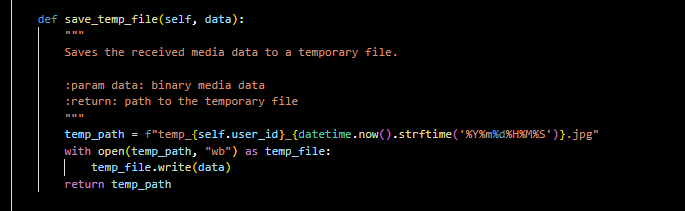 def save_temp_file(self, data):
"""
Saves the received media data to a temporary file.
:param data: binary media data
:return: path to the temporary file
"""
temp_path = f"temp_{self.user_id}_{datetime.now().strftime('%Y%m%d%H%M%S')}.jpg"
with open(temp_path, "wb") as temp_file:
temp_file.write(data)
return temp_path